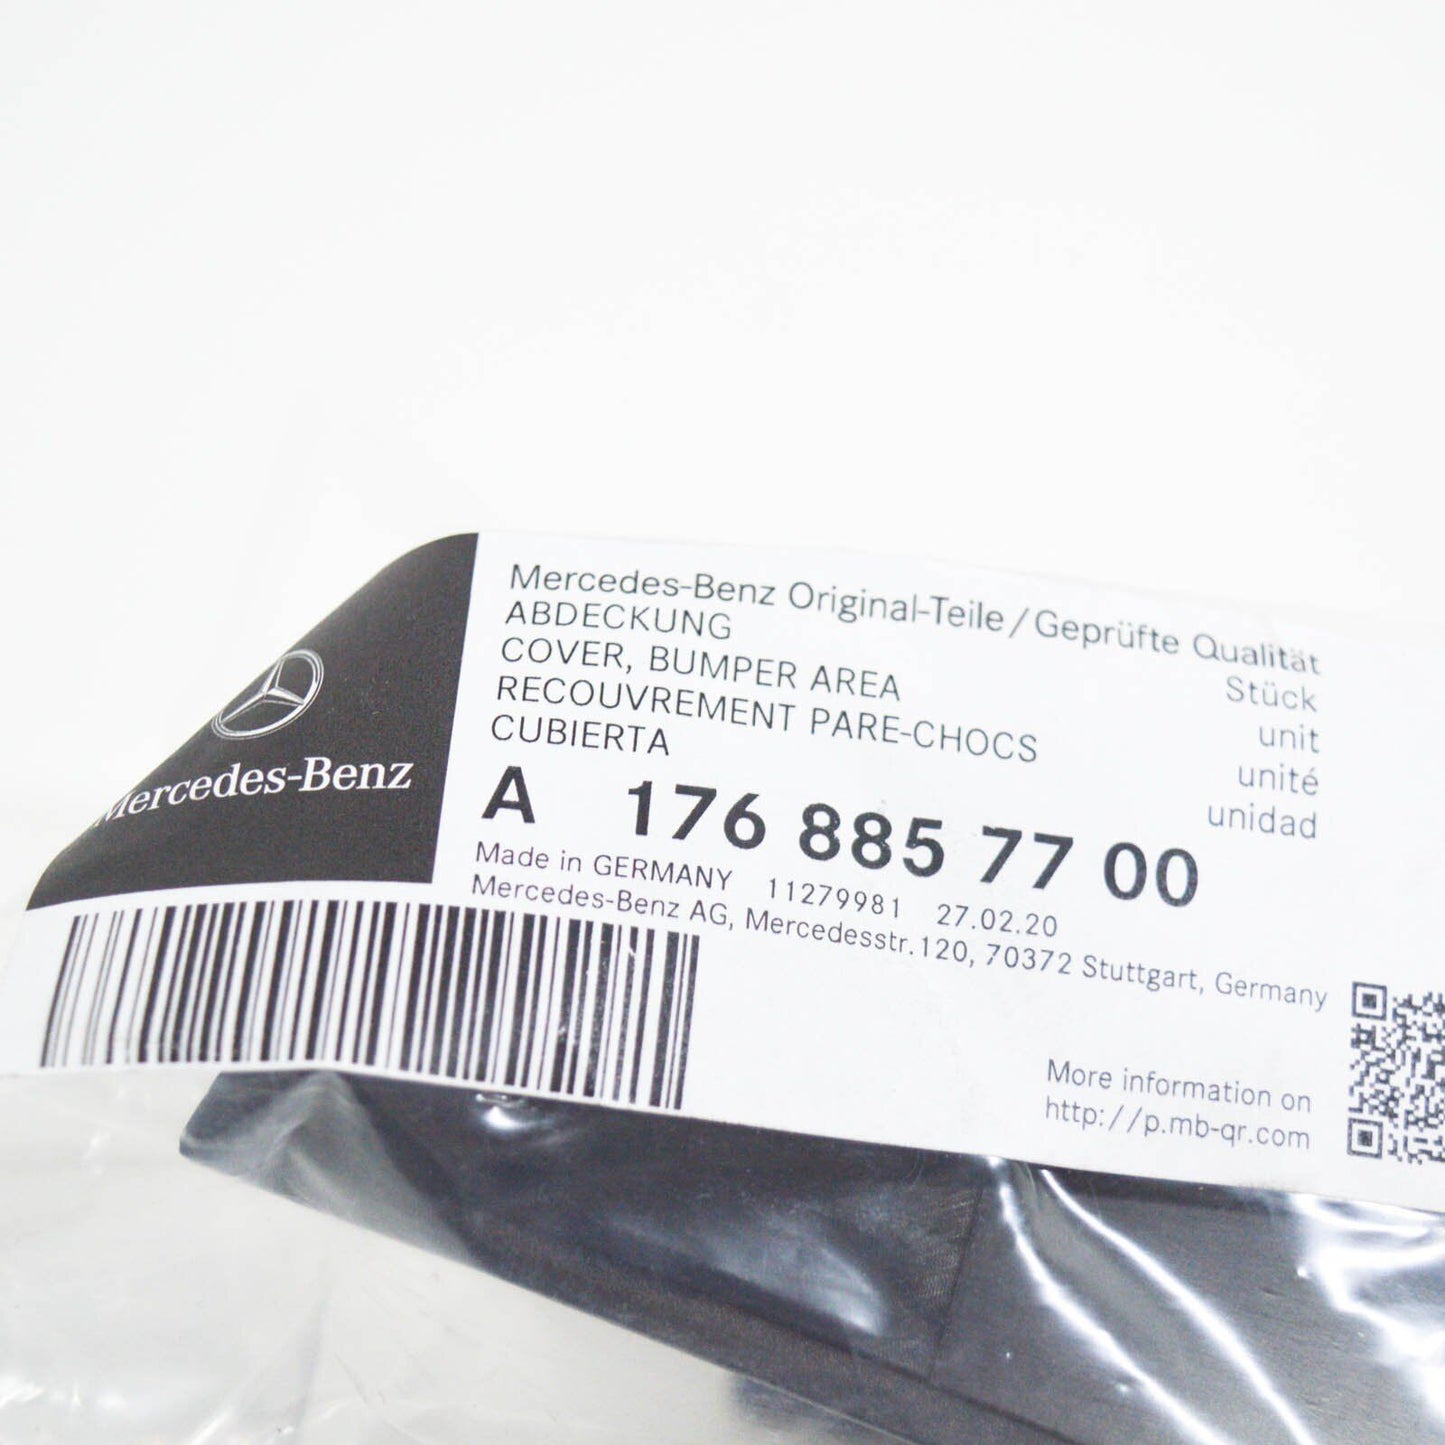 Mercedes-Benz
Mercedes-Benz Original-Teile / Geprüfte Qualität
ABDECKUNG Stück
COVER, BUMPER AREA unit
RECOUVREMENT PARE-CHOCS unité
CUBIERTA unidad
A 176 885 77 00
Made in GERMANY 11279981 27.02.20
Mercedes-Benz AG, Mercedesstr.120, 70372 Stuttgart, Germany
More information on
http://p.mb-qr.com